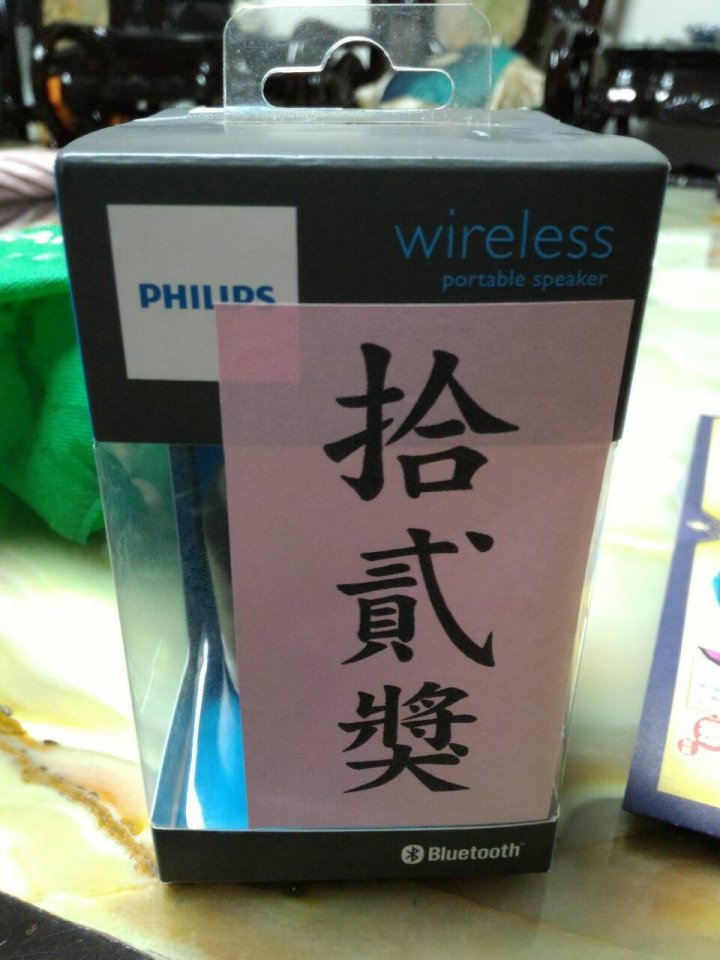 PHILIPS
wireless
portable speaker
拾
貳
獎
Bluetooth